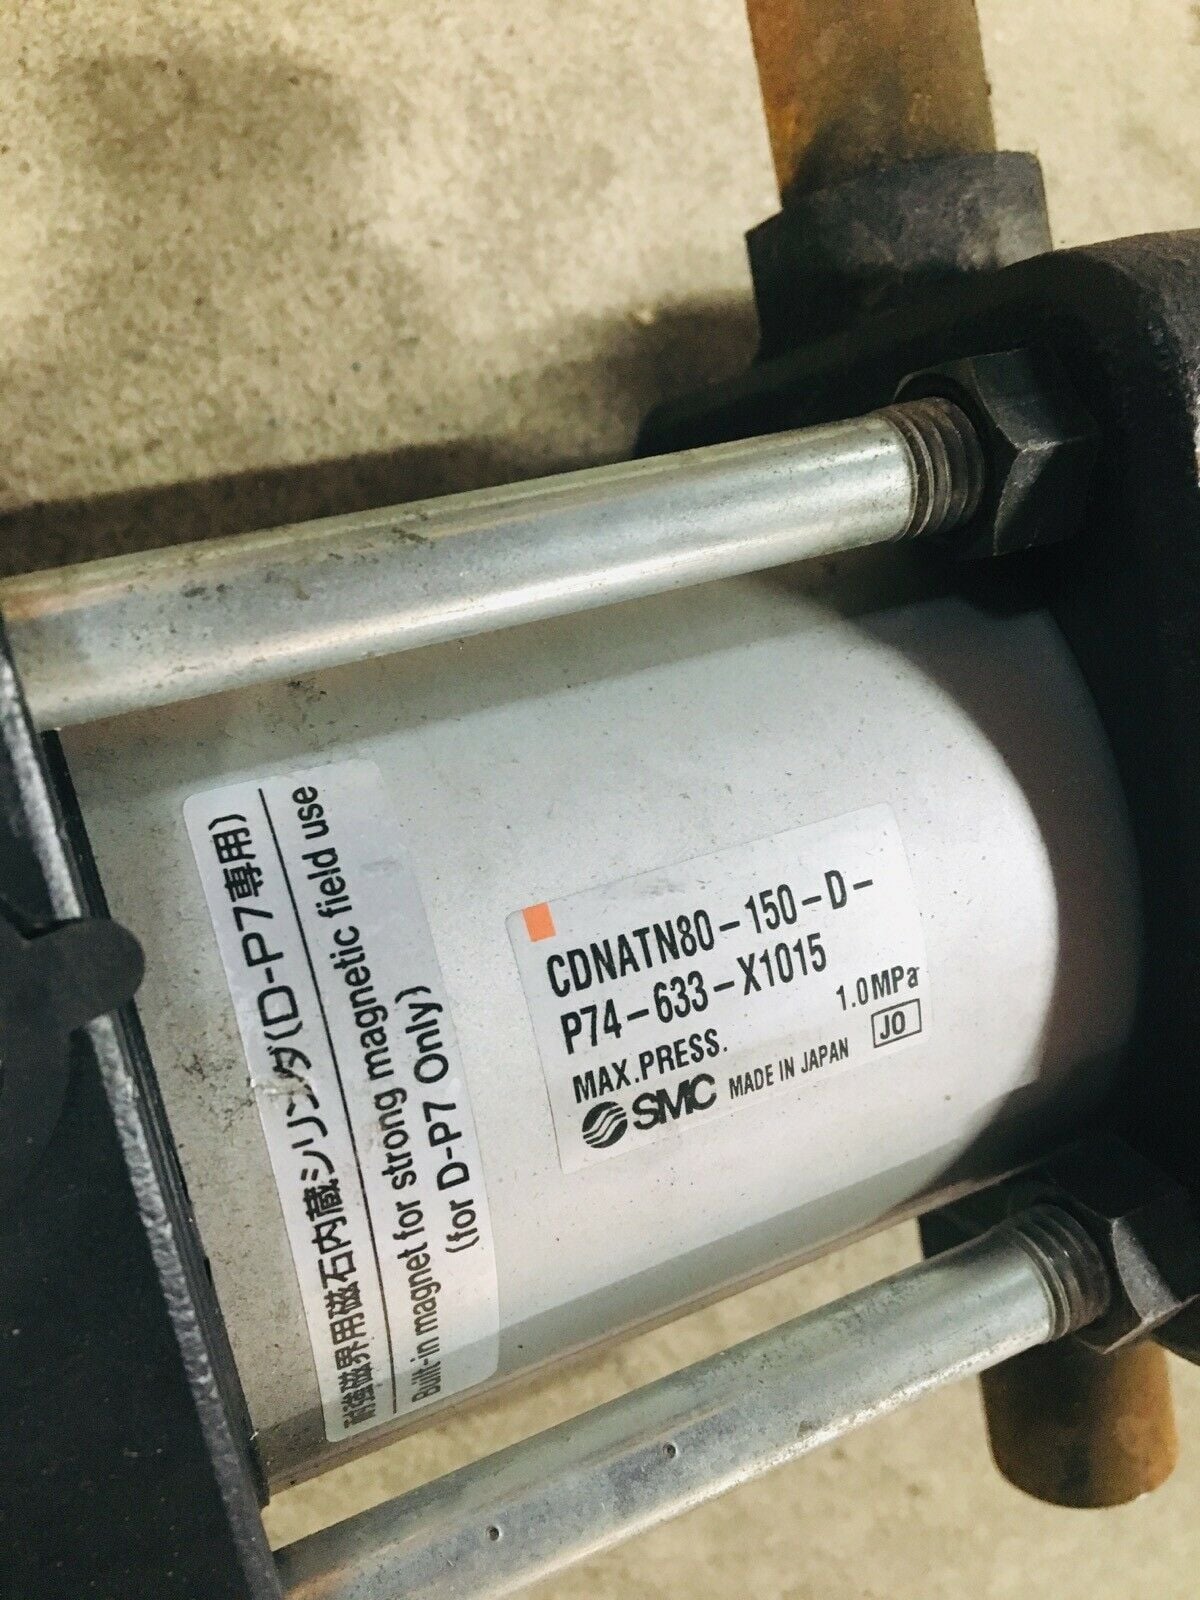 耐強磁界用磁石内蔵シリンダ(D-P7専用)
Built-in magnet for strong magnetic field use
(for D-P7 Only)
CDNATN80-150-D-
P74-633-X1015
MAX.PRESS. 1.0MPa
SMC MADE IN JAPAN JO